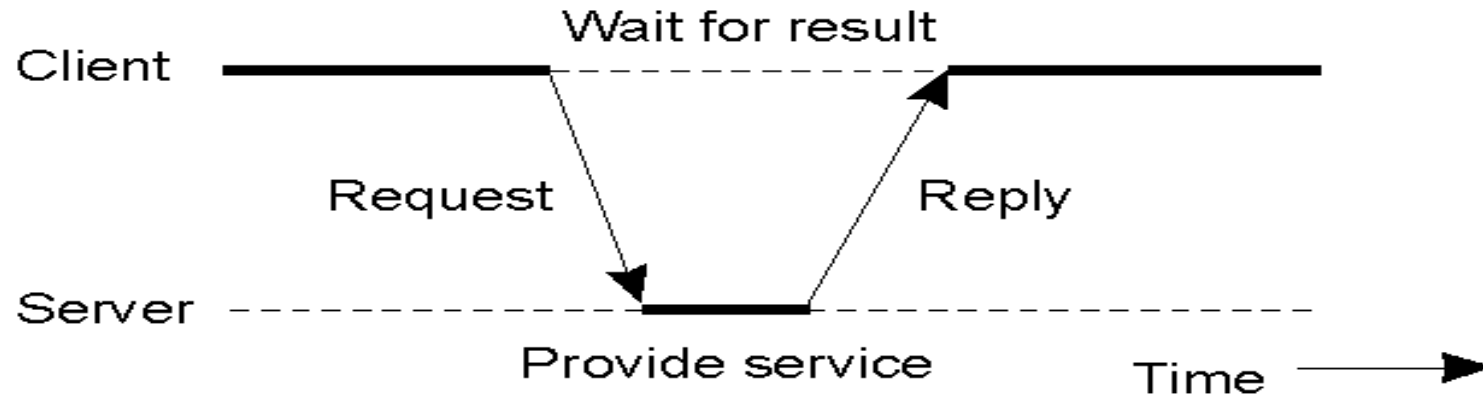 Wait for result
Client
Request
Reply
Server
Provide service
Time